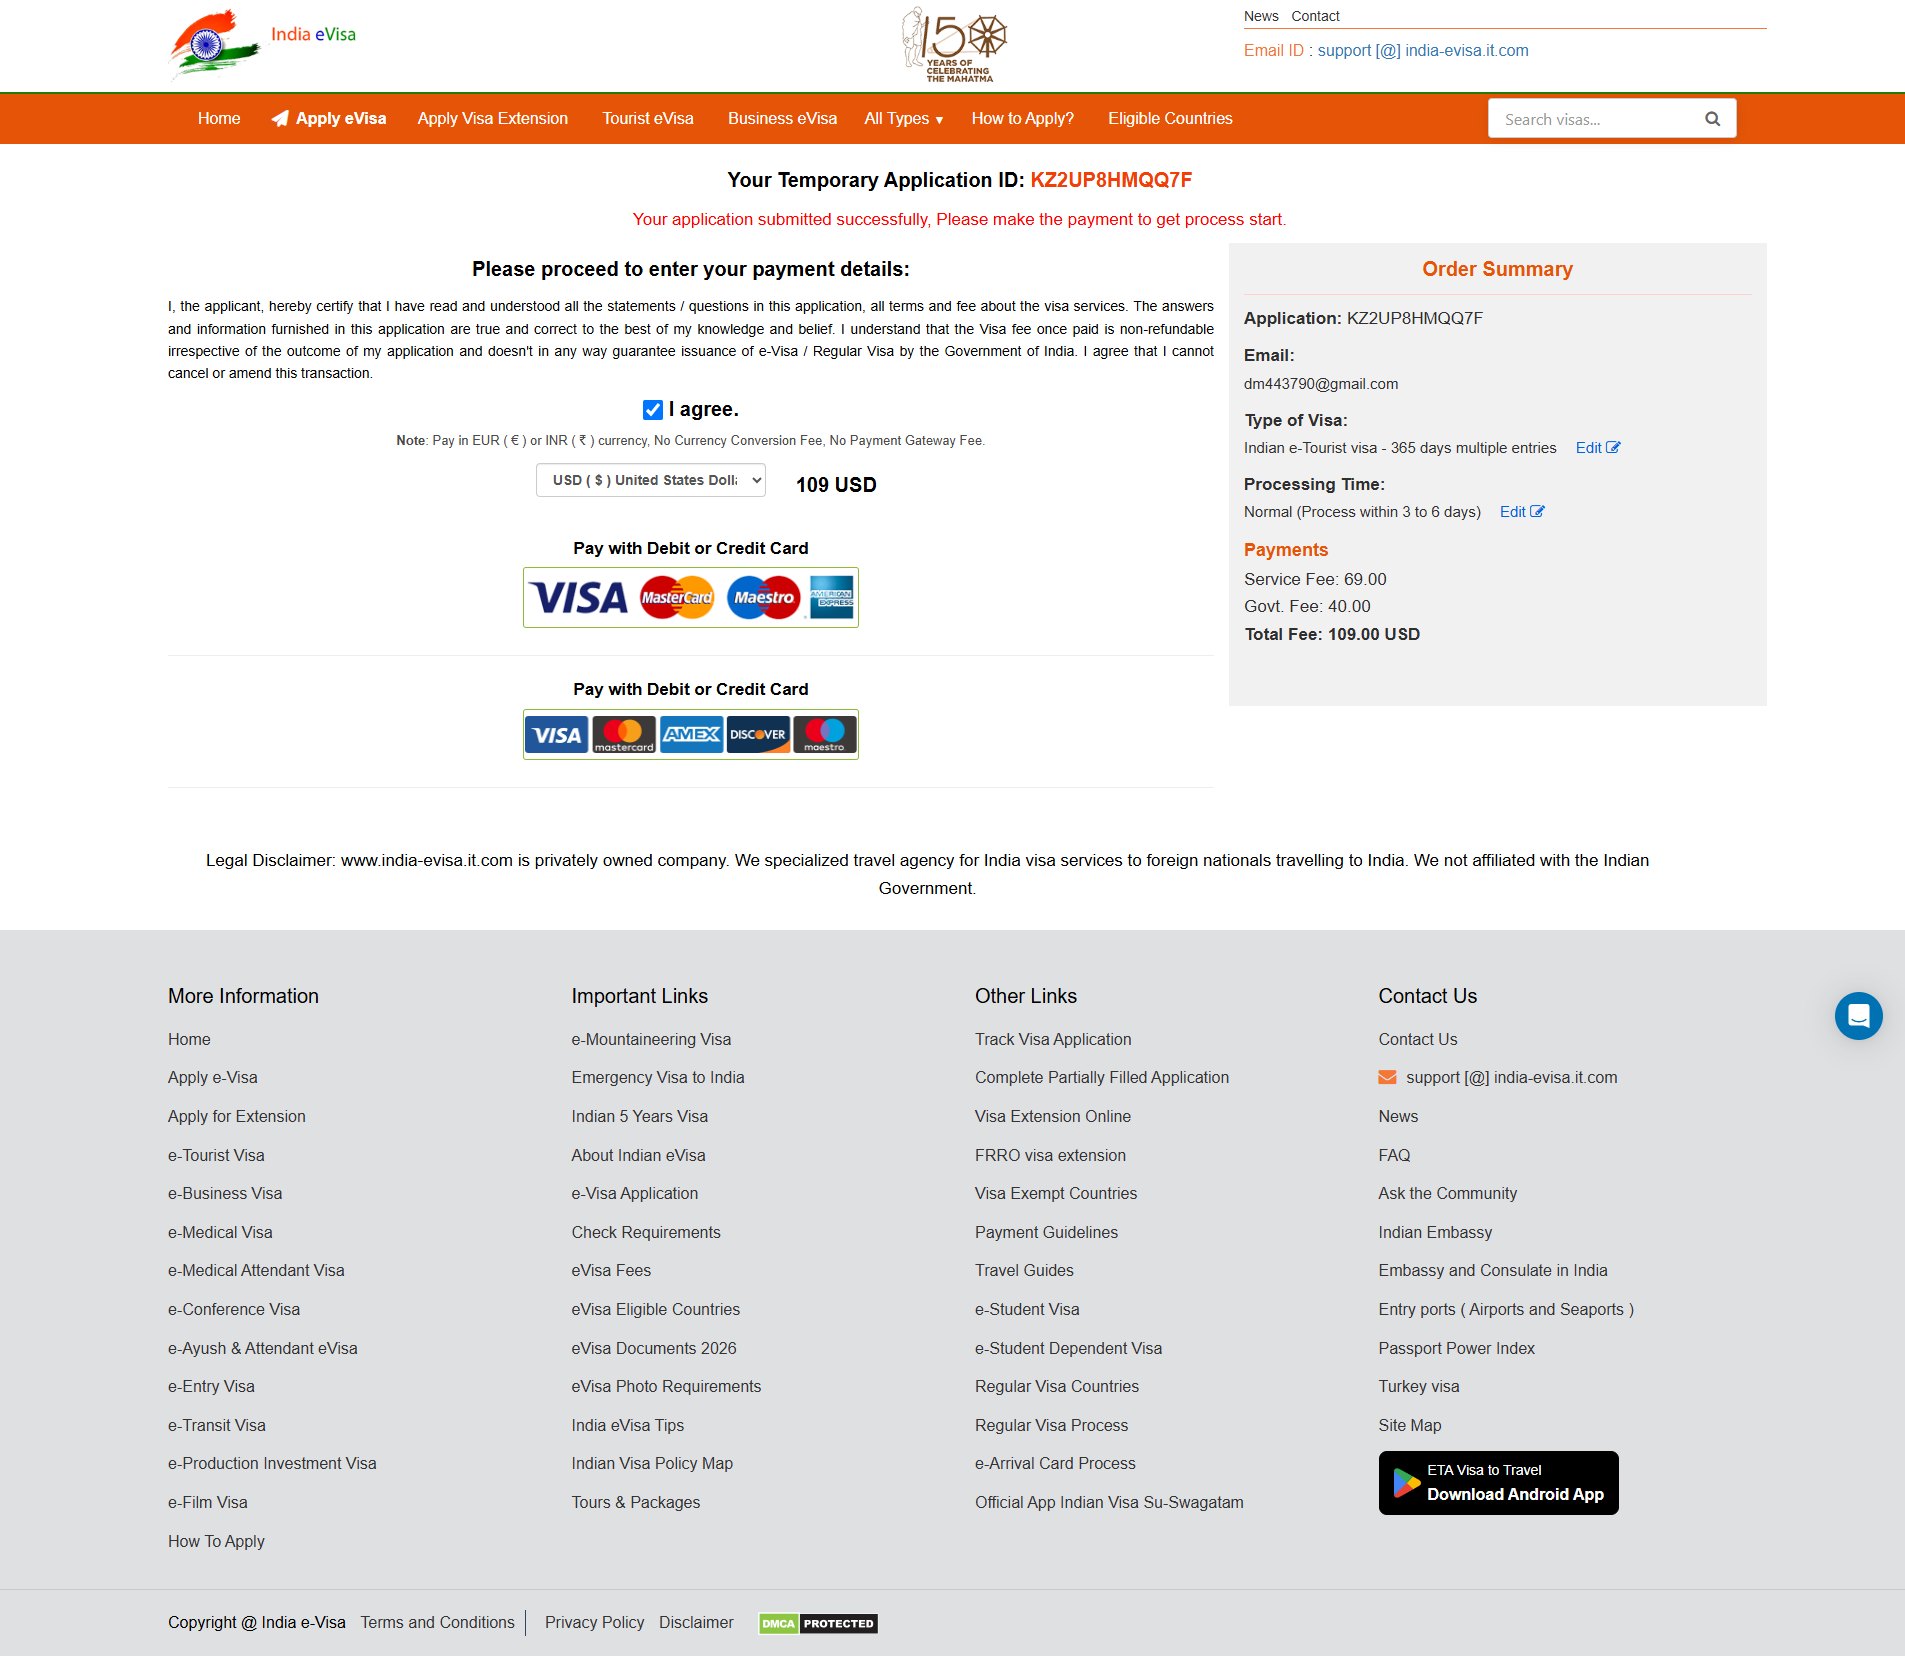 India eVisa
150
YEARS OF
CELEBRATING
THE MAHATMA
News Contact
Email ID : support [@] india-evisa.it.com
Home Apply eVisa Apply Visa Extension Tourist eVisa Business eVisa All Types ▼ How to Apply? Eligible Countries Search visas...
Your Temporary Application ID: KZ2UP8HMQQ7F
Your application submitted successfully, Please make the payment to get process start.
Please proceed to enter your payment details:
I, the applicant, hereby certify that I have read and understood all the statements / questions in this application, all terms and fee about the visa services. The answers
and information furnished in this application are true and correct to the best of my knowledge and belief. I understand that the Visa fee once paid is non-refundable
irrespective of the outcome of my application and doesn't in any way guarantee issuance of e-Visa / Regular Visa by the Government of India. I agree that I cannot
cancel or amend this transaction.
I agree.
Note: Pay in EUR ( € ) or INR ( ₹ ) currency, No Currency Conversion Fee, No Payment Gateway Fee.
USD ( $ ) United States Doll 109 USD
Pay with Debit or Credit Card
VISA MasterCard Maestro AMERICAN EXPRESS
Pay with Debit or Credit Card
VISA mastercard AMEX DISCOVER maestro
Order Summary
Application: KZ2UP8HMQQ7F
Email:
dm443790@gmail.com
Type of Visa:
Indian e-Tourist visa - 365 days multiple entries Edit
Processing Time:
Normal (Process within 3 to 6 days) Edit
Payments
Service Fee: 69.00
Govt. Fee: 40.00
Total Fee: 109.00 USD
Legal Disclaimer: www.india-evisa.it.com is privately owned company. We specialized travel agency for India visa services to foreign nationals travelling to India. We not affiliated with the Indian
Government.
More Information
Home
Apply e-Visa
Apply for Extension
e-Tourist Visa
e-Business Visa
e-Medical Visa
e-Medical Attendant Visa
e-Conference Visa
e-Ayush & Attendant eVisa
e-Entry Visa
e-Transit Visa
e-Production Investment Visa
e-Film Visa
How To Apply
Important Links
e-Mountaineering Visa
Emergency Visa to India
Indian 5 Years Visa
About Indian eVisa
e-Visa Application
Check Requirements
eVisa Fees
eVisa Eligible Countries
eVisa Documents 2026
eVisa Photo Requirements
India eVisa Tips
Indian Visa Policy Map
Tours & Packages
Other Links
Track Visa Application
Complete Partially Filled Application
Visa Extension Online
FRRO visa extension
Visa Exempt Countries
Payment Guidelines
Travel Guides
e-Student Visa
e-Student Dependent Visa
Regular Visa Countries
Regular Visa Process
e-Arrival Card Process
Official App Indian Visa Su-Swagatam
Contact Us
Contact Us
support [@] india-evisa.it.com
News
FAQ
Ask the Community
Indian Embassy
Embassy and Consulate in India
Entry ports ( Airports and Seaports )
Passport Power Index
Turkey visa
Site Map
ETA Visa to Travel
Download Android App
Copyright @ India e-Visa Terms and Conditions Privacy Policy Disclaimer DMCA PROTECTED